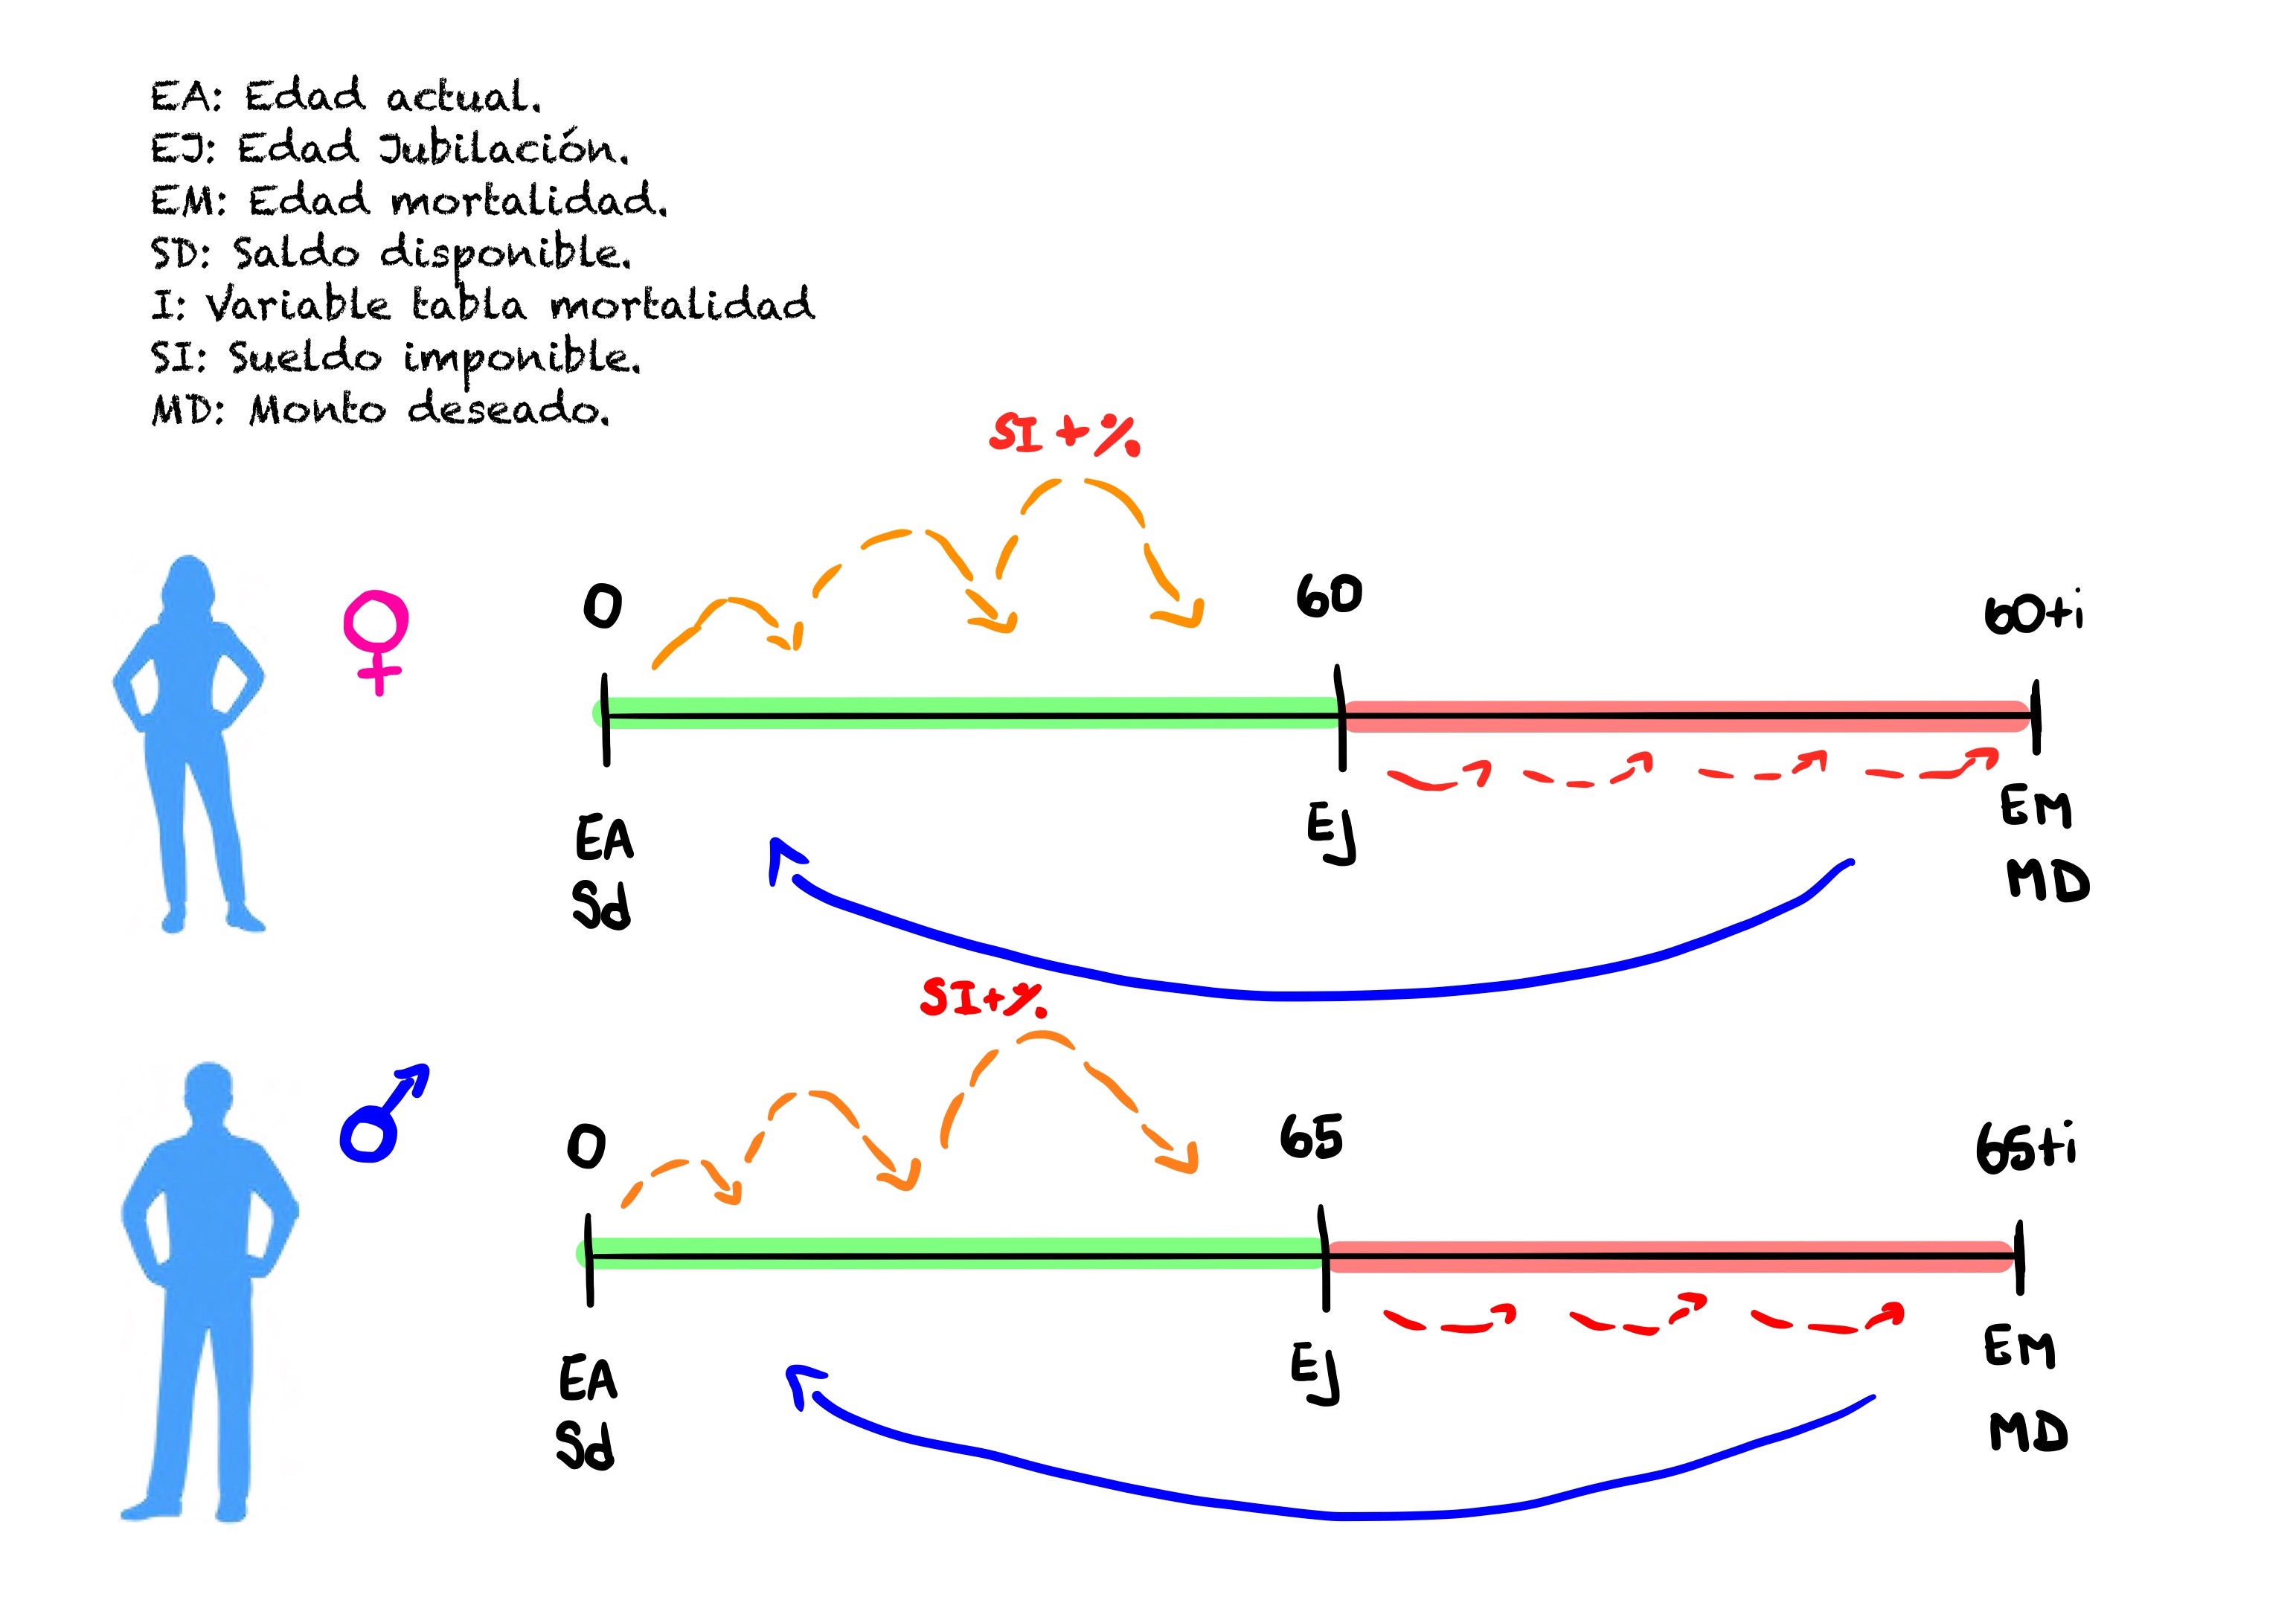 EA: Edad actual.
EJ: Edad Jubilación.
EM: Edad mortalidad.
SD: Saldo disponible.
I: Variable tabla mortalidad
SI: Sueldo imponible.
MD: Monto deseado.
SI + %
0
60
60+i
EA
EJ
EM
Sd
MD
SI+%
0
65
65+i
EA
EJ
EM
Sd
MD